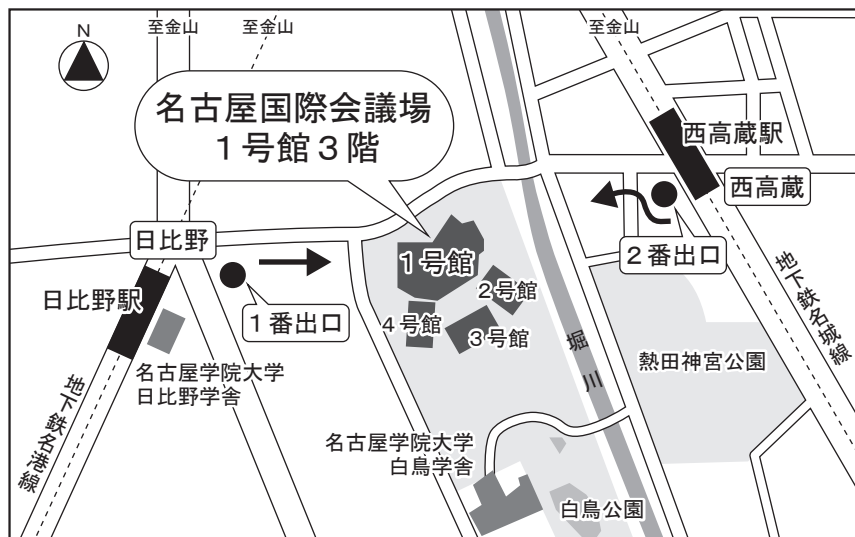 N
至金山
至金山
至金山
名古屋国際会議場
1号館3階
西高蔵駅
西高蔵
日比野
2番出口
1号館
日比野駅
1番出口
2号館
4号館
3号館
堀川
地下鉄名城線
熱田神宮公園
名古屋学院大学
日比野学舎
地下鉄名港線
名古屋学院大学
白鳥学舎
白鳥公園